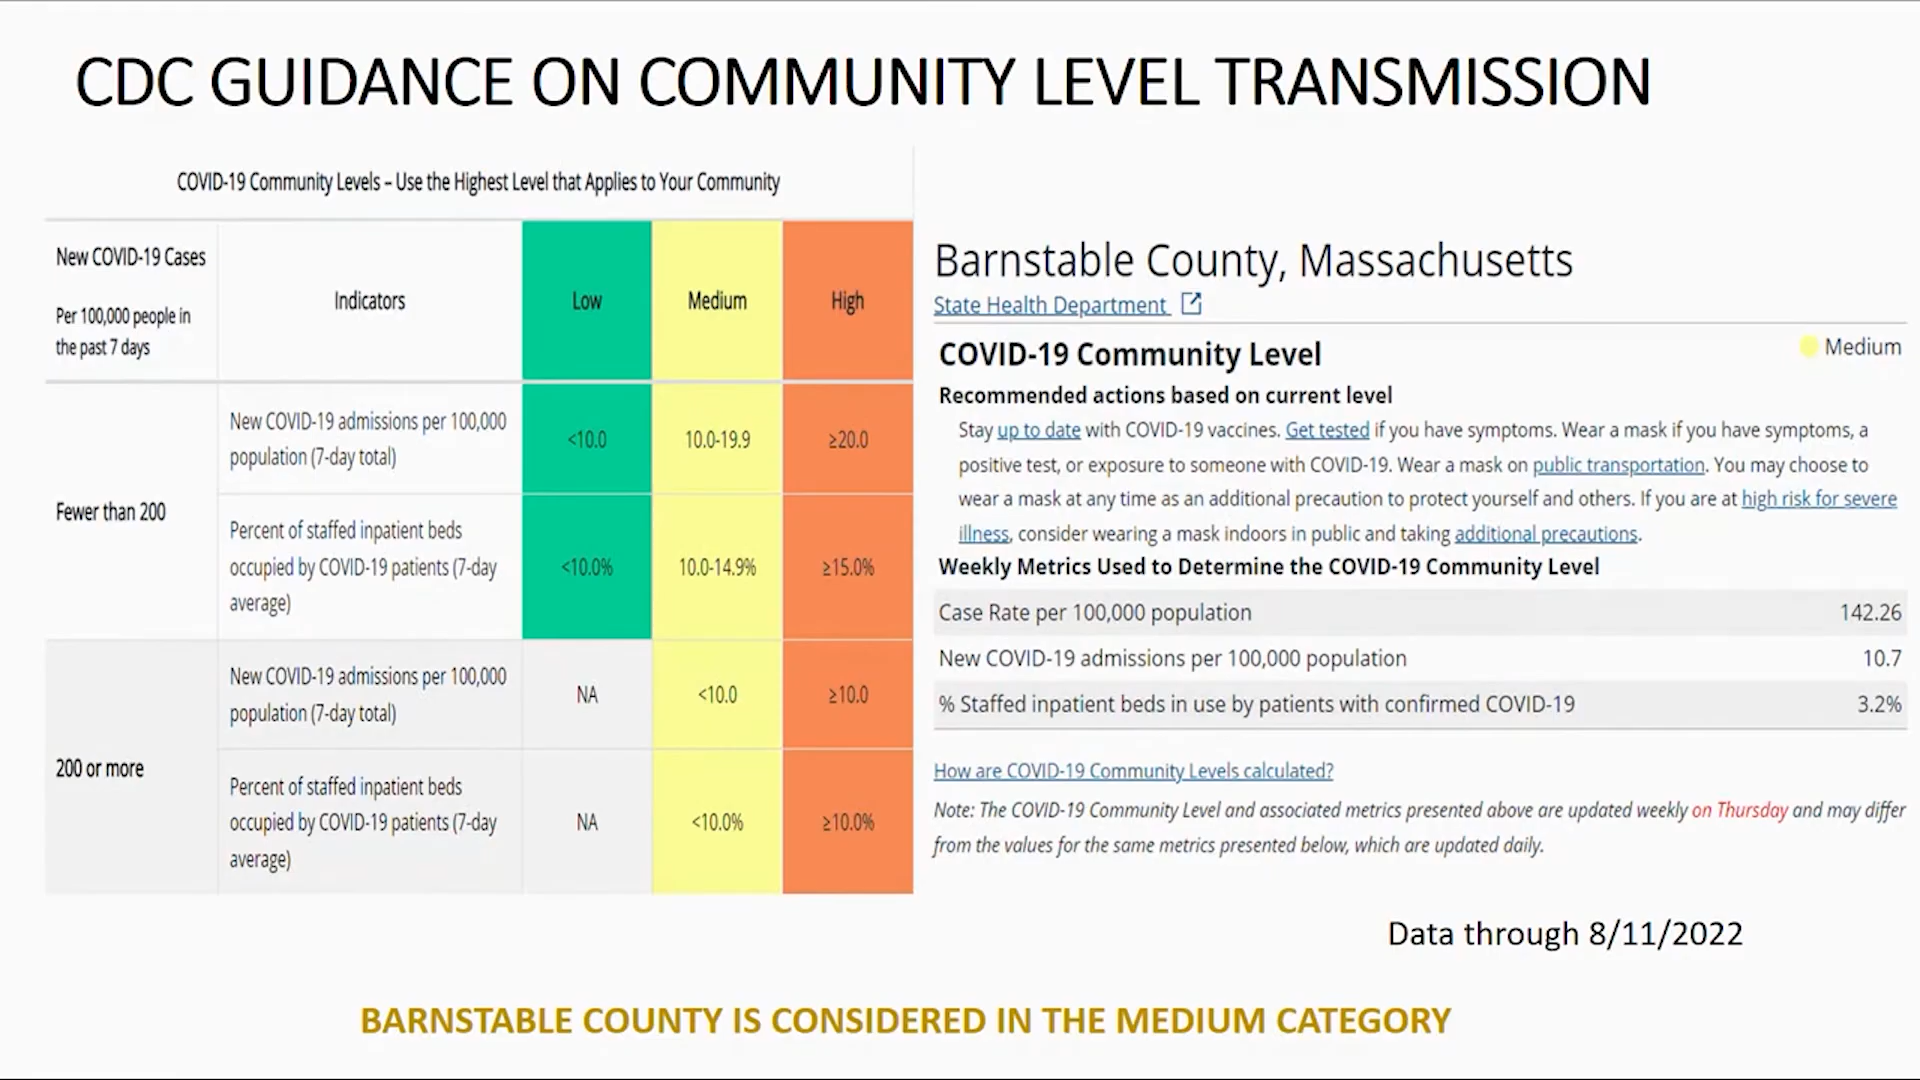 CDC GUIDANCE ON COMMUNITY LEVEL TRANSMISSION
COVID-19 Community Levels – Use the Highest Level that Applies to Your Community
New COVID-19 Cases
Per 100,000 people in
the past 7 days
Indicators
Low
Medium
High
Fewer than 200
New COVID-19 admissions per 100,000
population (7-day total)
<10.0
10.0-19.9
≥20.0
Percent of staffed inpatient beds
occupied by COVID-19 patients (7-day
average)
<10.0%
10.0-14.9%
≥15.0%
200 or more
New COVID-19 admissions per 100,000
population (7-day total)
NA
<10.0
≥10.0
Percent of staffed inpatient beds
occupied by COVID-19 patients (7-day
average)
NA
<10.0%
≥10.0%
Barnstable County, Massachusetts
State Health Department
COVID-19 Community Level
Medium
Recommended actions based on current level
Stay up to date with COVID-19 vaccines. Get tested if you have symptoms. Wear a mask if you have symptoms, a
positive test, or exposure to someone with COVID-19. Wear a mask on public transportation. You may choose to
wear a mask at any time as an additional precaution to protect yourself and others. If you are at high risk for severe
illness, consider wearing a mask indoors in public and taking additional precautions.
Weekly Metrics Used to Determine the COVID-19 Community Level
Case Rate per 100,000 population 142.26
New COVID-19 admissions per 100,000 population 10.7
% Staffed inpatient beds in use by patients with confirmed COVID-19 3.2%
How are COVID-19 Community Levels calculated?
Note: The COVID-19 Community Level and associated metrics presented above are updated weekly on Thursday and may differ
from the values for the same metrics presented below, which are updated daily.
Data through 8/11/2022
BARNSTABLE COUNTY IS CONSIDERED IN THE MEDIUM CATEGORY